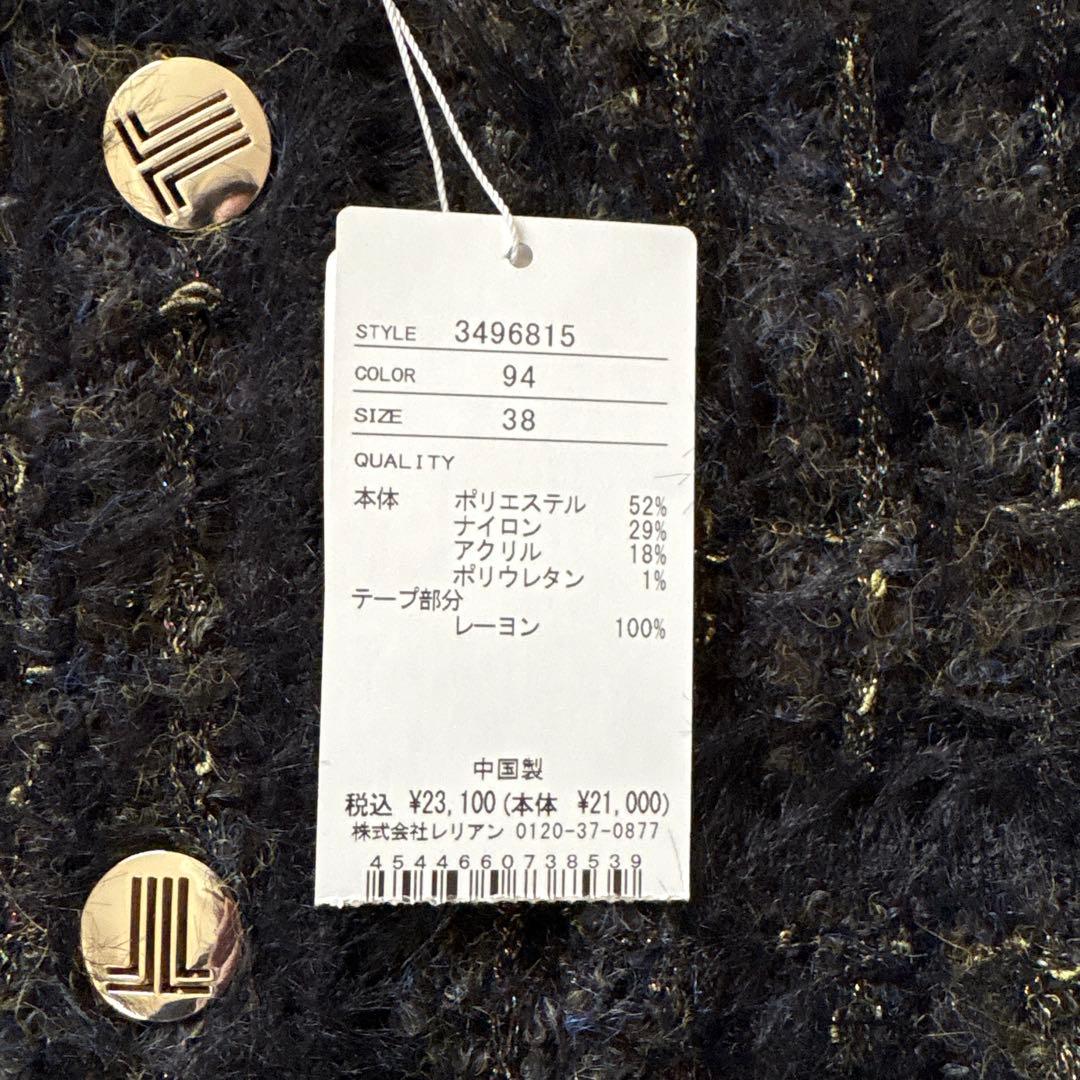 STYLE 3496815
COLOR 94
SIZE 38
QUALITY
本体 ポリエステル 52%
ナイロン 29%
アクリル 18%
ポリウレタン 1%
テープ部分
レーヨン 100%
中国製
税込 ¥23,100(本体 ¥21,000)
株式会社レリアン 0120-37-0877
4544660738539